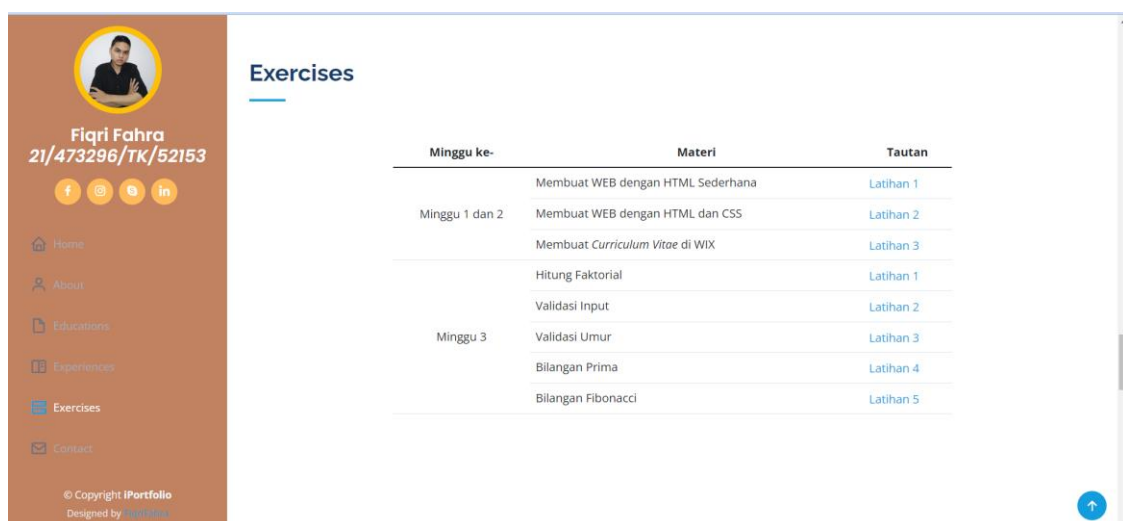 Fiqri Fahra
21/473296/TK/52153
Home
About
Educations
Experiences
Exercises
Contact
© Copyright iPortfolio
Designed by
Exercises
Minggu ke- Materi Tautan
Minggu 1 dan 2
Membuat WEB dengan HTML Sederhana Latihan 1
Membuat WEB dengan HTML dan CSS Latihan 2
Membuat Curriculum Vitae di WIX Latihan 3
Minggu 3
Hitung Faktorial Latihan 1
Validasi Input Latihan 2
Validasi Umur Latihan 3
Bilangan Prima Latihan 4
Bilangan Fibonacci Latihan 5